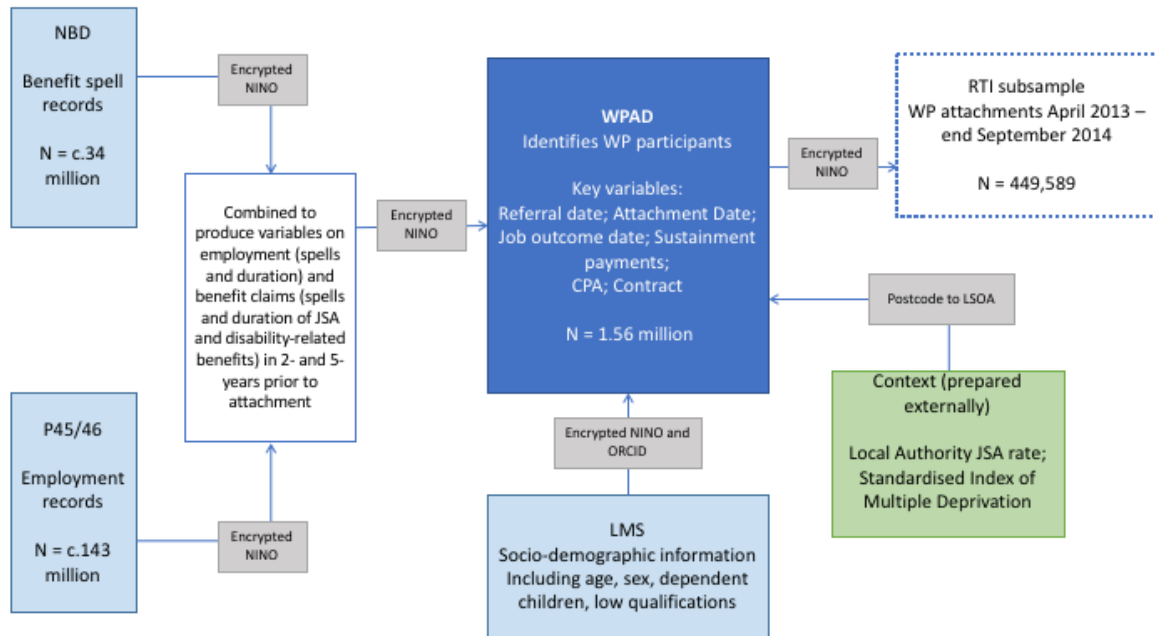 NBD
Benefit spell
records
N = c.34
million
Encrypted
NINO
Combined to
produce variables on
employment (spells
and duration) and
benefit claims (spells
and duration of JSA
and disability-related
benefits) in 2- and 5-
years prior to
attachment
P45/46
Employment
records
N = c.143
million
Encrypted
NINO
Encrypted
NINO
WPAD
Identifies WP participants
Key variables:
Referral date; Attachment Date;
Job outcome date; Sustainment
payments;
CPA; Contract
N = 1.56 million
Encrypted NINO and
ORCID
LMS
Socio-demographic information
Including age, sex, dependent
children, low qualifications
Encrypted
NINO
RTI subsample
WP attachments April 2013 –
end September 2014
N = 449,589
Postcode to LSOA
Context (prepared
externally)
Local Authority JSA rate;
Standardised Index of
Multiple Deprivation